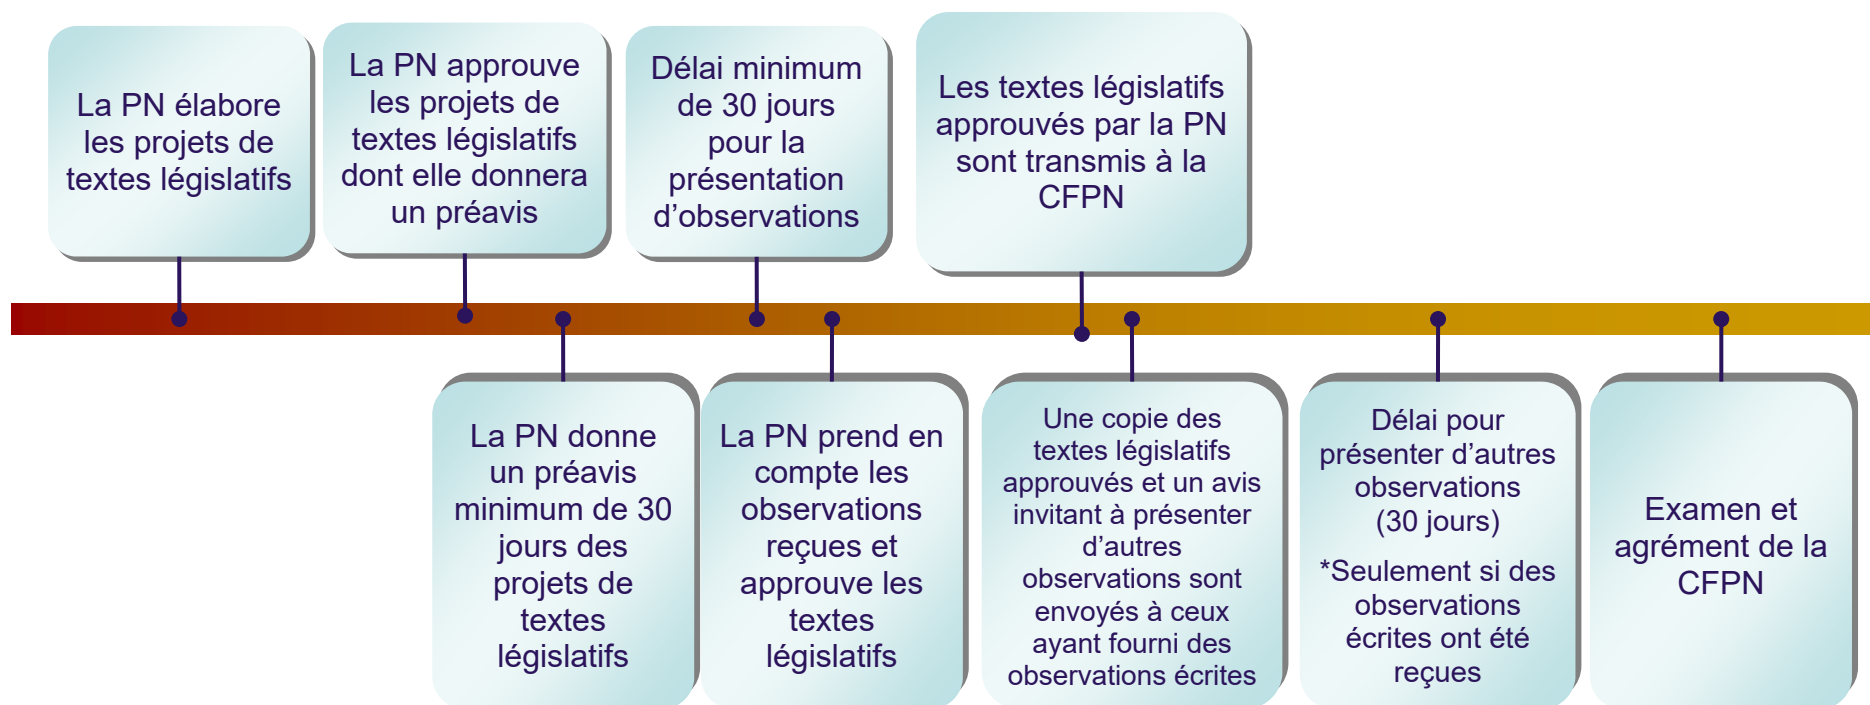 La PN élabore
les projets de
textes législatifs
La PN approuve
les projets de
textes législatifs
dont elle donnera
un préavis
Délai minimum
de 30 jours
pour la
présentation
d’observations
Les textes législatifs
approuvés par la PN
sont transmis à la
CFPN
La PN donne
un préavis
minimum de 30
jours des
projets de
textes
législatifs
La PN prend en
compte les
observations
reçues et
approuve les
textes
législatifs
Une copie des
textes législatifs
approuvés et un avis
invitant à présenter
d’autres
observations sont
envoyés à ceux
ayant fourni des
observations écrites
Délai pour
présenter d’autres
observations
(30 jours)
*Seulement si des
observations
écrites ont été
reçues
Examen et
agrément de la
CFPN